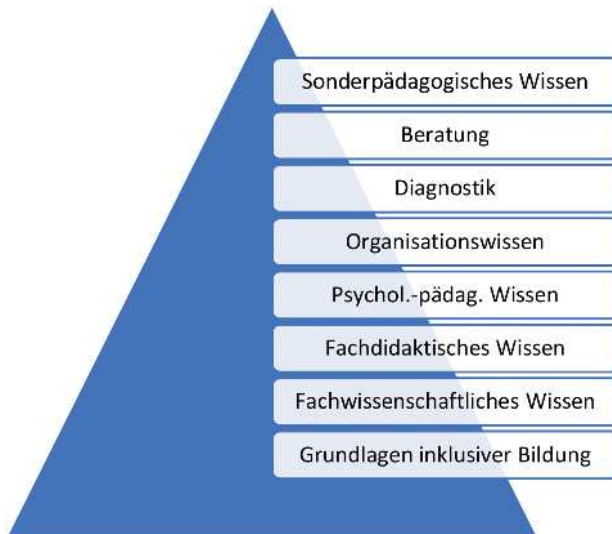 Sonderpädagogisches Wissen
Beratung
Diagnostik
Organisationswissen
Psychol.-pädag. Wissen
Fachdidaktisches Wissen
Fachwissenschaftliches Wissen
Grundlagen inklusiver Bildung